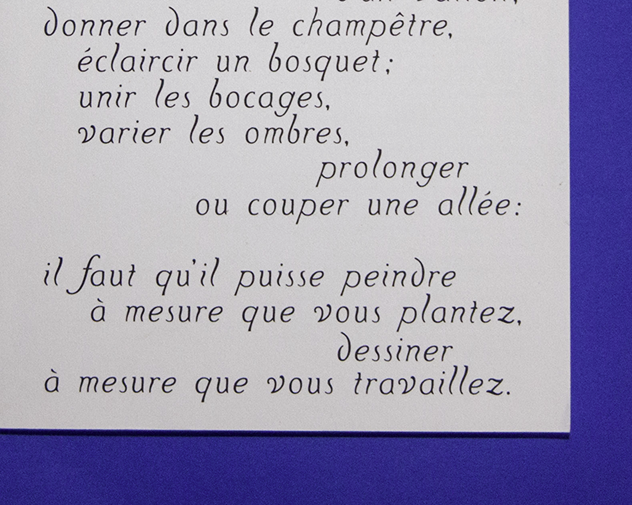 donner dans le champêtre,
éclaircir un bosquet;
unir les bocages,
varier les ombres,
prolonger
ou couper une allée:
il faut qu'il puisse peindre
à mesure que vous plantez,
dessiner
à mesure que vous travaillez.